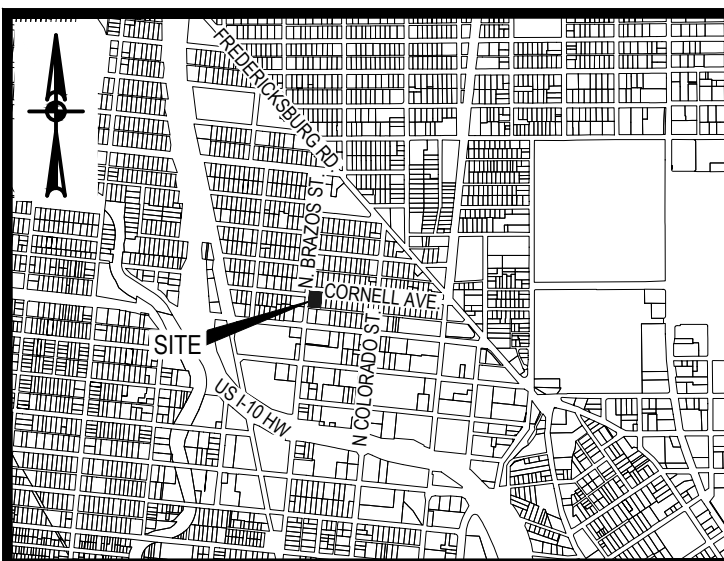 FREDERICKSBURG RD.
N. BRAZOS ST.
CORNELL AVE.
SITE
N COLORADO ST.
US I-10 HW